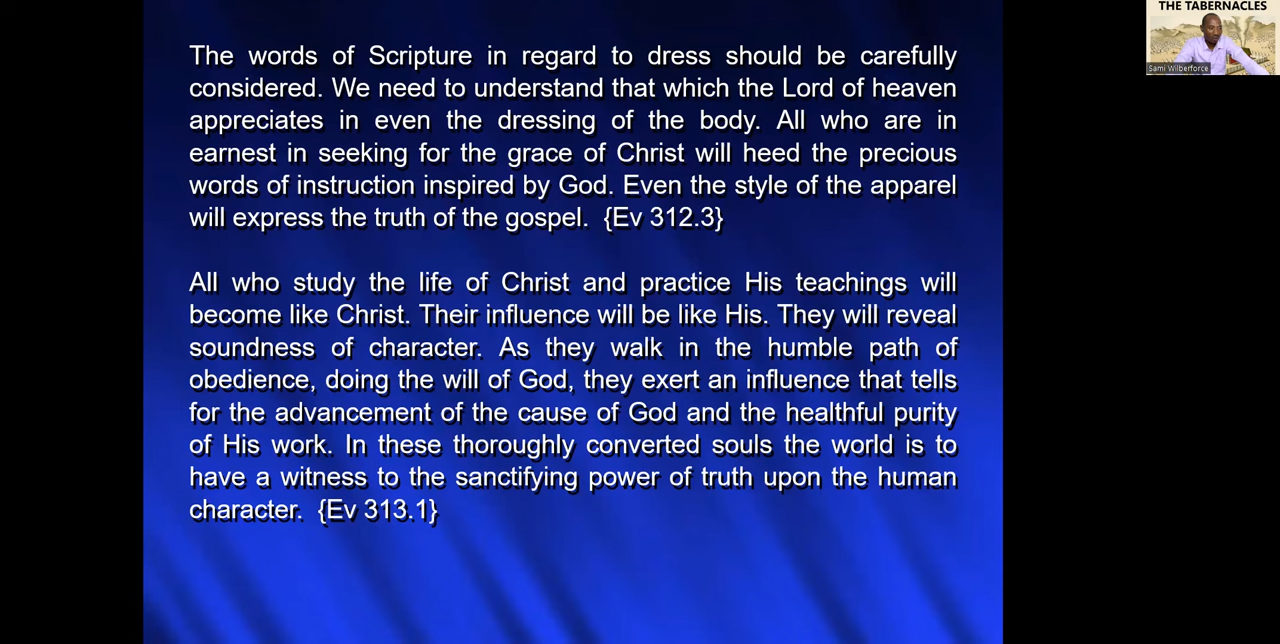 THE TABERNACLES
Sami Wilberforce
The words of Scripture in regard to dress should be carefully
considered. We need to understand that which the Lord of heaven
appreciates in even the dressing of the body. All who are in
earnest in seeking for the grace of Christ will heed the precious
words of instruction inspired by God. Even the style of the apparel
will express the truth of the gospel. {Ev 312.3}
All who study the life of Christ and practice His teachings will
become like Christ. Their influence will be like His. They will reveal
soundness of character. As they walk in the humble path of
obedience, doing the will of God, they exert an influence that tells
for the advancement of the cause of God and the healthful purity
of His work. In these thoroughly converted souls the world is to
have a witness to the sanctifying power of truth upon the human
character. {Ev 313.1}